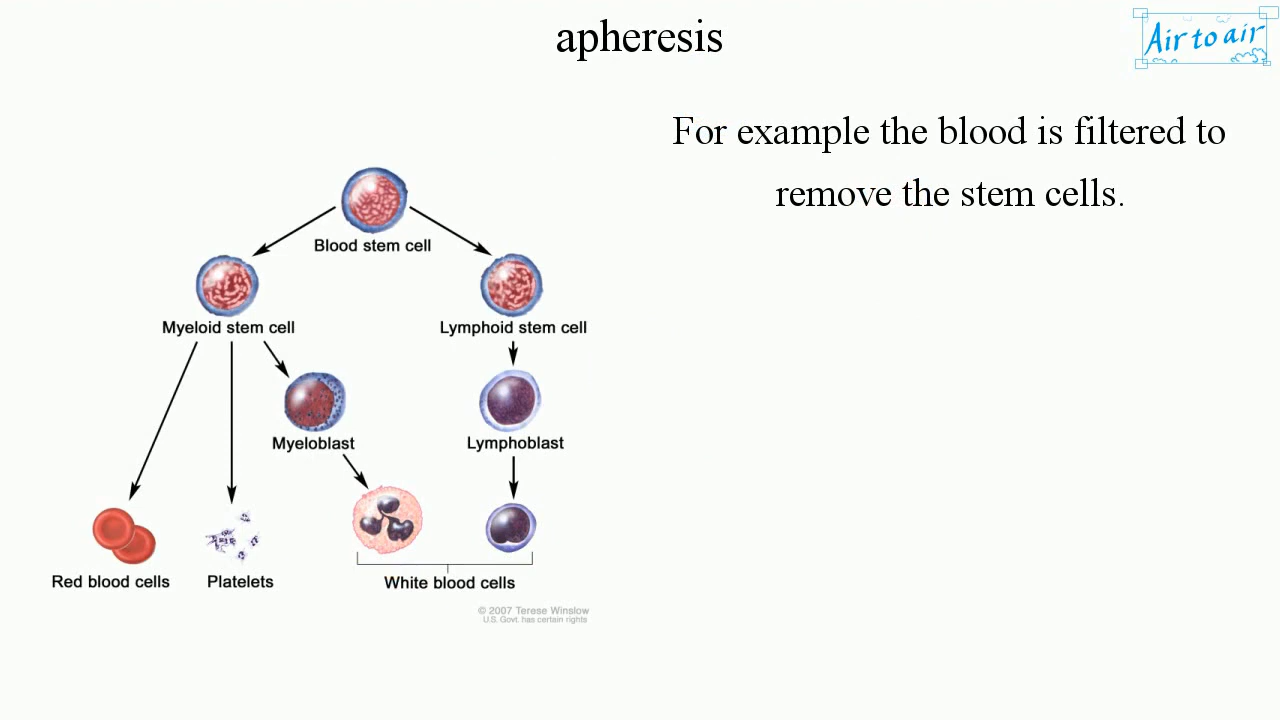 apheresis
Air to air
For example the blood is filtered to
remove the stem cells.
Blood stem cell
Myeloid stem cell
Lymphoid stem cell
Myeloblast
Lymphoblast
Red blood cells
Platelets
White blood cells
© 2007 Terese Winslow
U.S. Govt. has certain rights